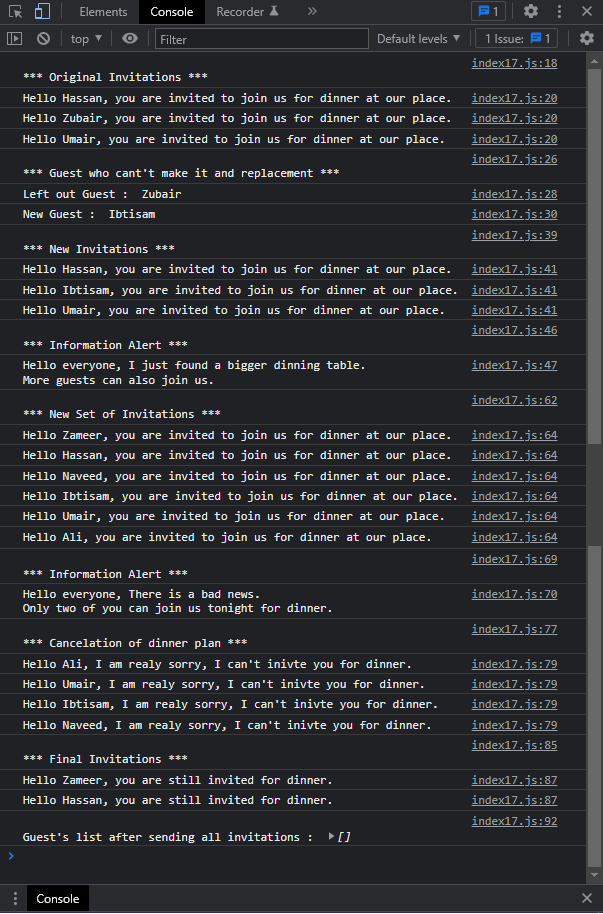 Elements Console Recorder » 1
top Filter Default levels 1 Issue: 1
index17.js:18
*** Original Invitations ***
Hello Hassan, you are invited to join us for dinner at our place. index17.js:20
Hello Zubair, you are invited to join us for dinner at our place. index17.js:20
Hello Umair, you are invited to join us for dinner at our place. index17.js:20
index17.js:26
*** Guest who cant't make it and replacement ***
Left out Guest : Zubair index17.js:28
New Guest : Ibtisam index17.js:30
index17.js:39
*** New Invitations ***
Hello Hassan, you are invited to join us for dinner at our place. index17.js:41
Hello Ibtisam, you are invited to join us for dinner at our place. index17.js:41
Hello Umair, you are invited to join us for dinner at our place. index17.js:41
index17.js:46
*** Information Alert ***
Hello everyone, I just found a bigger dinning table. index17.js:47
More guests can also join us.
index17.js:62
*** New Set of Invitations ***
Hello Zameer, you are invited to join us for dinner at our place. index17.js:64
Hello Hassan, you are invited to join us for dinner at our place. index17.js:64
Hello Naveed, you are invited to join us for dinner at our place. index17.js:64
Hello Ibtisam, you are invited to join us for dinner at our place. index17.js:64
Hello Umair, you are invited to join us for dinner at our place. index17.js:64
Hello Ali, you are invited to join us for dinner at our place. index17.js:64
index17.js:69
*** Information Alert ***
Hello everyone, There is a bad news. index17.js:70
Only two of you can join us tonight for dinner.
index17.js:77
*** Cancelation of dinner plan ***
Hello Ali, I am realy sorry, I can't inivte you for dinner. index17.js:79
Hello Umair, I am realy sorry, I can't inivte you for dinner. index17.js:79
Hello Ibtisam, I am realy sorry, I can't inivte you for dinner. index17.js:79
Hello Naveed, I am realy sorry, I can't inivte you for dinner. index17.js:79
index17.js:85
*** Final Invitations ***
Hello Zameer, you are still invited for dinner. index17.js:87
Hello Hassan, you are still invited for dinner. index17.js:87
index17.js:92
Guest's list after sending all invitations : []
Console